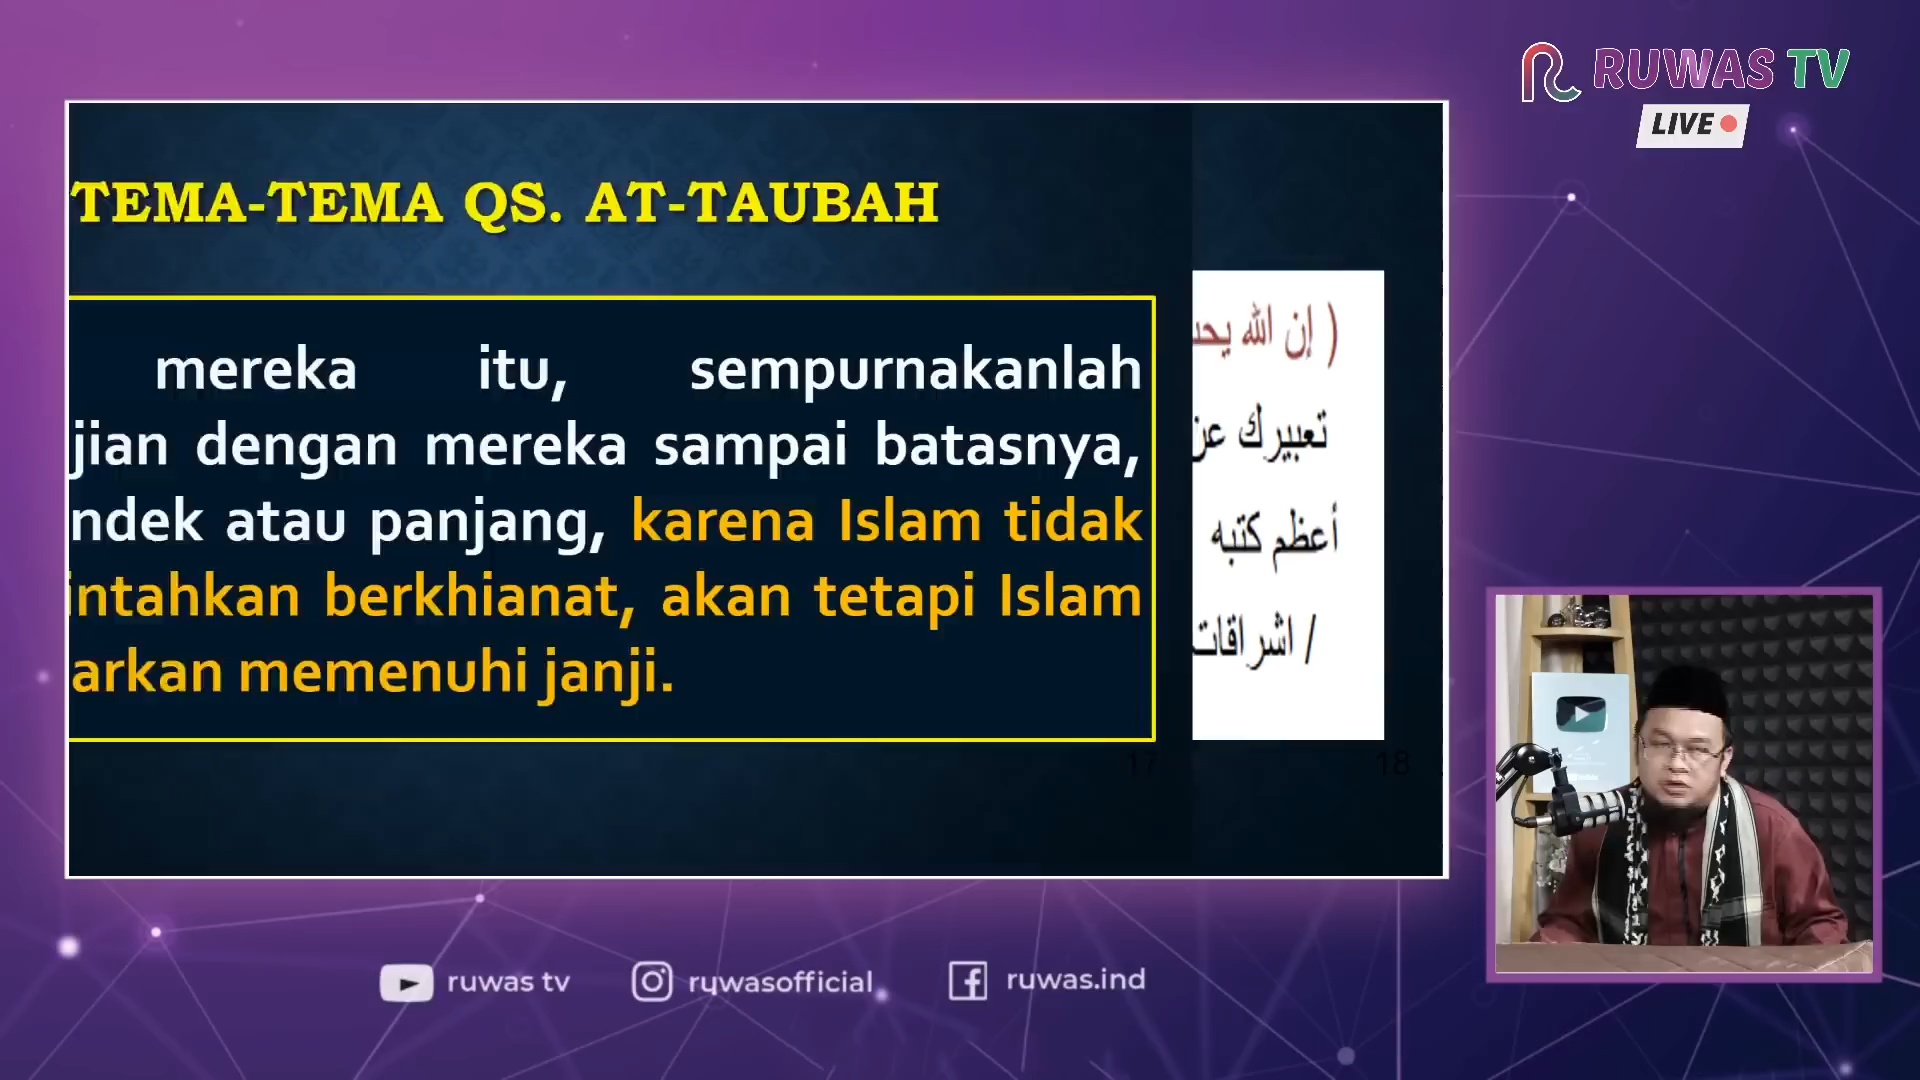 RUWAS TV
LIVE
TEMA-TEMA QS. AT-TAUBAH
mereka itu, sempurnakanlah
jian dengan mereka sampai batasnya,
ndek atau panjang, karena Islam tidak
intahkan berkhianat, akan tetapi Islam
arkan memenuhi janji.
( إن الله يحب
تعبيرك عن
أعظم كتبه
/ اشراقات
17
18
ruwas tv
ruwasofficial
ruwas.ind